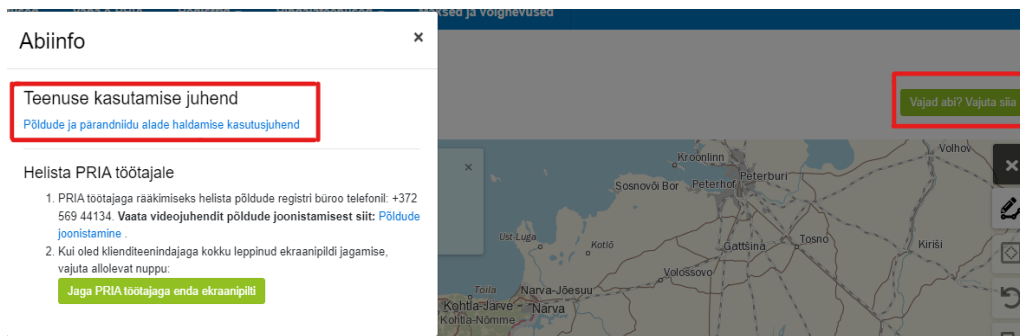 Maksed ja võlgnevused
Abiinfo
×
Teenuse kasutamise juhend
Põldude ja pärandniidu alade haldamise kasutusjuhend
Helista PRIA töötajale
1. PRIA töötajaga rääkimiseks helista põldude registri büroo telefonil: +372
569 44134. Vaata videojuhendit põldude joonistamisest siit: Põldude
joonistamine .
2. Kui oled klienditeenindajaga kokku leppinud ekraanipildi jagamise,
vajuta allolevat nuppu:
Jaga PRIA töötajaga enda ekraanipilti
Vajad abi? Vajuta siia
×
×
Volhov
Kroonlinn
Peterburi
Sosnovõi Bor
Peterhof
Ust-Luga
Kotlõ
Gattšina
Tosno
Kiriši
Volossovo
Toila
Narva-Jõesuu
Kohtla-Järve
Narva
Kohtla-Nõmme